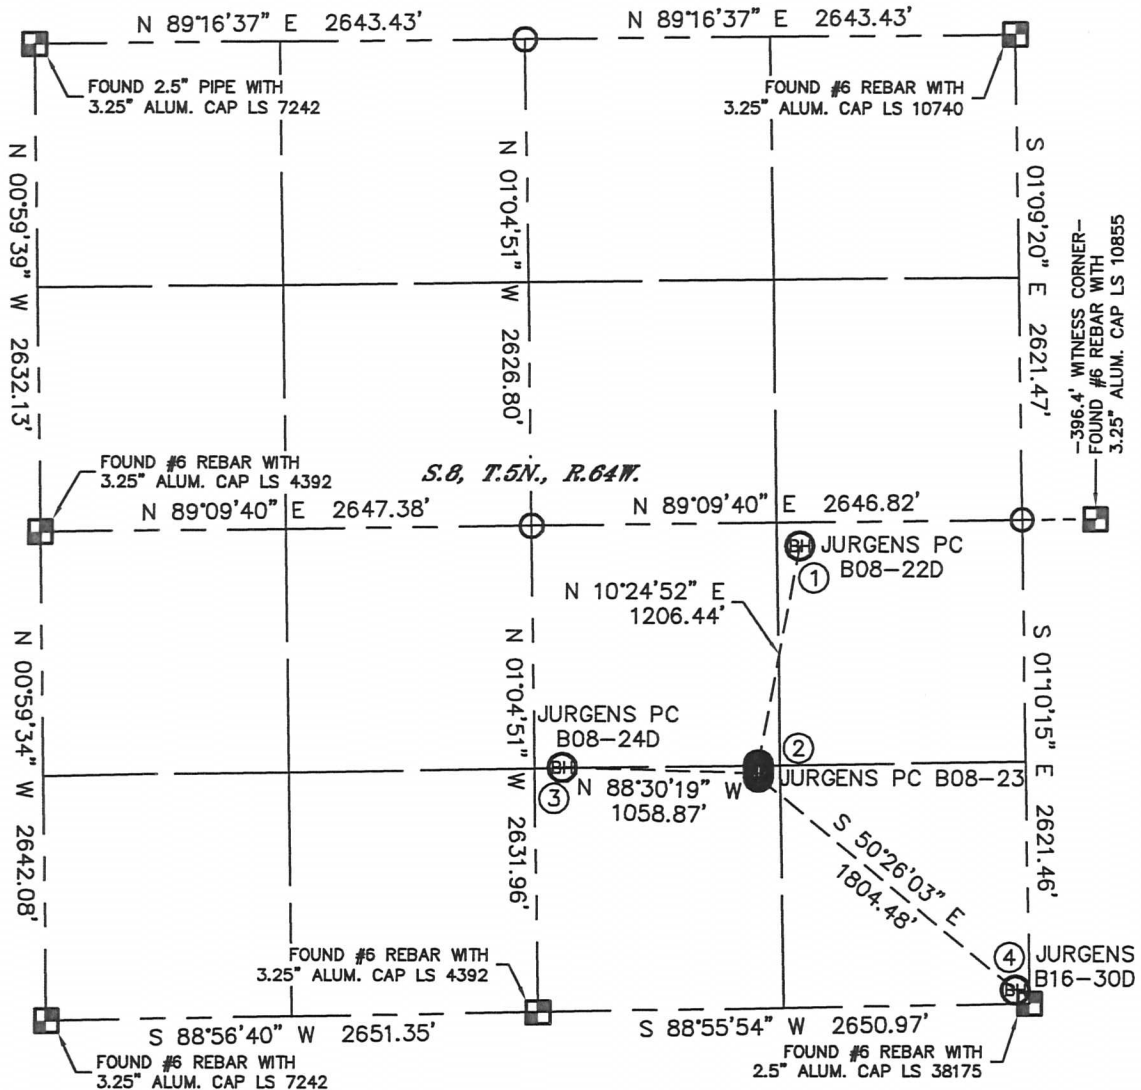 N 89°16'37" E 2643.43'
N 89°16'37" E 2643.43'
FOUND 2.5" PIPE WITH
3.25" ALUM. CAP LS 7242
FOUND #6 REBAR WITH
3.25" ALUM. CAP LS 10740
N 00°59'39" W 2632.13'
N 01°04'51" W 2626.80'
S 01°09'20" E 2621.47'
-396.4' WITNESS CORNER-
FOUND #6 REBAR WITH
3.25" ALUM. CAP LS 10855
FOUND #6 REBAR WITH
3.25" ALUM. CAP LS 4392
S.8, T.5N., R.64W.
N 89°09'40" E 2647.38'
N 89°09'40" E 2646.82'
BH JURGENS PC
B08-22D
1
N 10°24'52" E
1206.44'
N 00°59'34" W 2642.08'
N 01°04'51" W 2631.96'
S 01°10'15" E 2621.46'
JURGENS PC
B08-24D
BH
3
N 88°30'19" W
1058.87'
2
JURGENS PC B08-23
S 50°26'03" E
1804.48'
4 JURGENS
BH B16-30D
FOUND #6 REBAR WITH
3.25" ALUM. CAP LS 4392
S 88°56'40" W 2651.35'
S 88°55'54" W 2650.97'
FOUND #6 REBAR WITH
3.25" ALUM. CAP LS 7242
FOUND #6 REBAR WITH
2.5" ALUM. CAP LS 38175